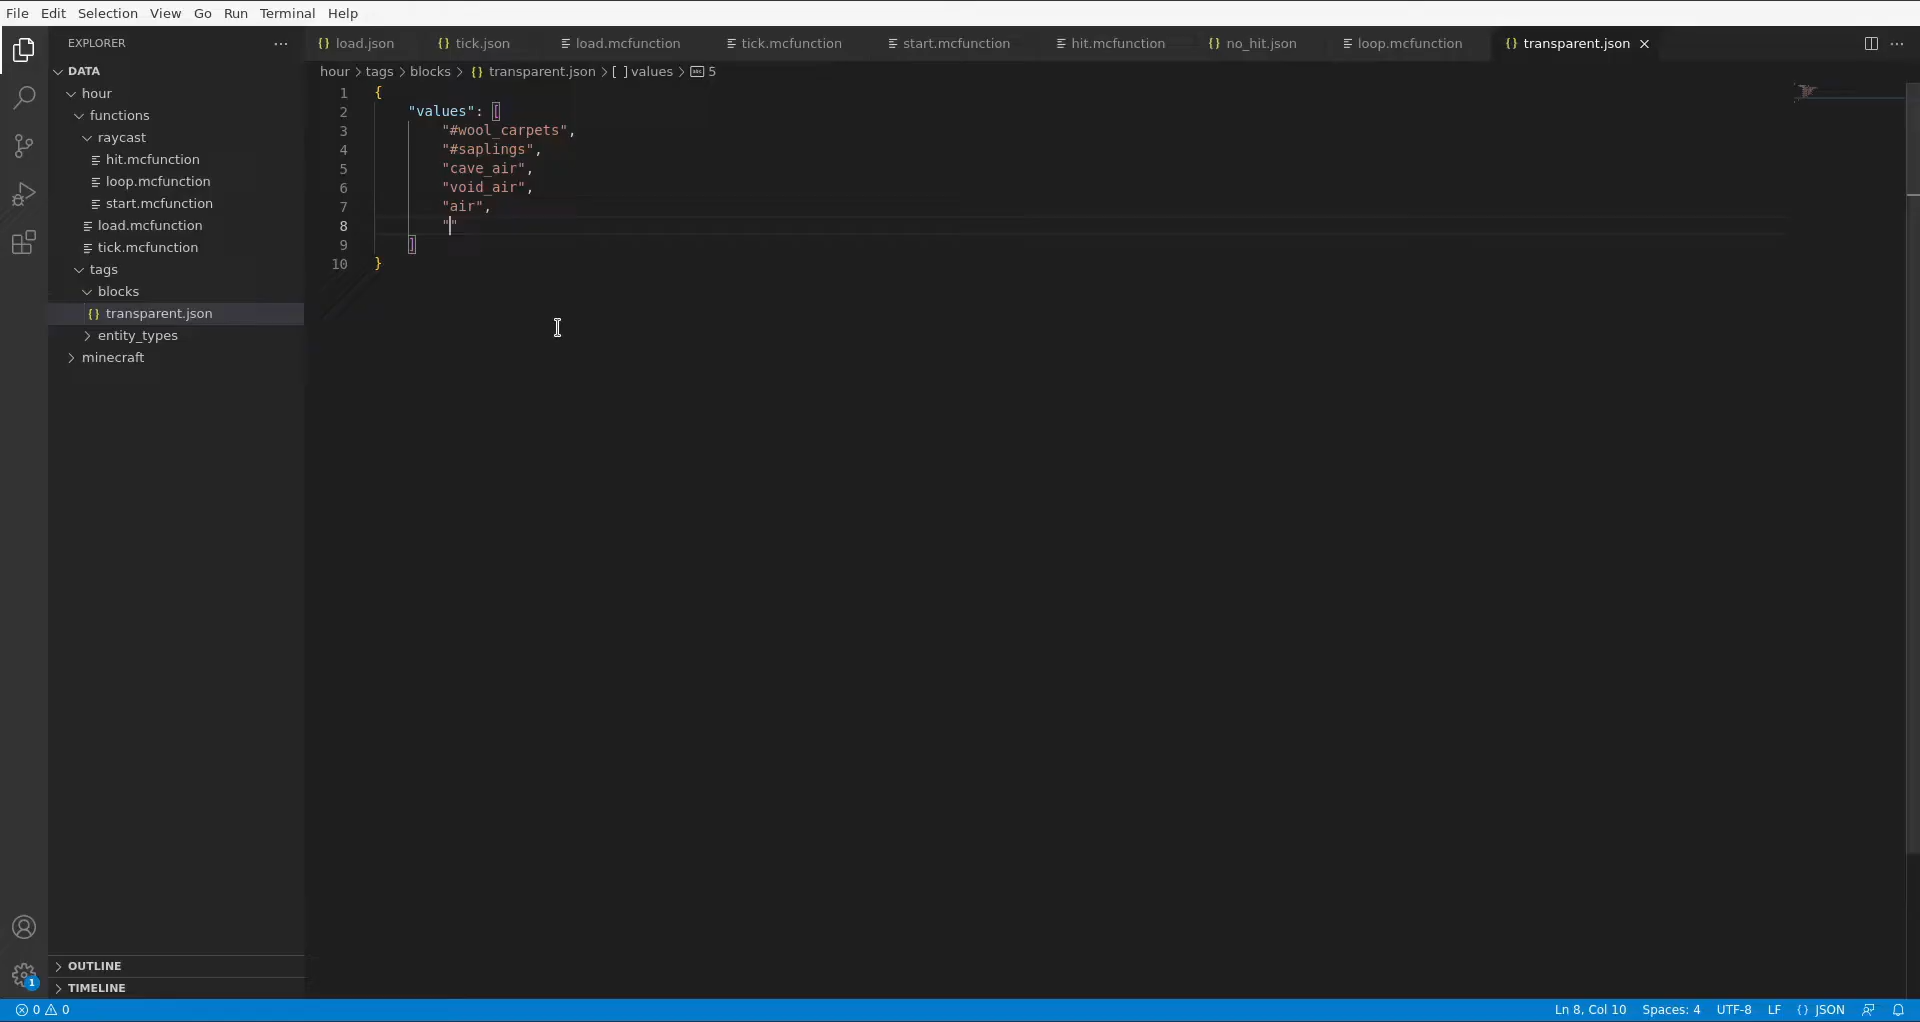 File Edit Selection View Go Run Terminal Help
EXPLORER
DATA
hour
functions
raycast
hit.mcfunction
loop.mcfunction
start.mcfunction
load.mcfunction
tick.mcfunction
tags
blocks
transparent.json
entity_types
minecraft
OUTLINE
TIMELINE
load.json tick.json load.mcfunction tick.mcfunction start.mcfunction hit.mcfunction no_hit.json loop.mcfunction transparent.json
hour > tags > blocks > {} transparent.json > [ ] values > abc 5
1 {
2 "values": [
3 "#wool_carpets",
4 "#saplings",
5 "cave_air",
6 "void_air",
7 "air",
8 ""
9 ]
10 }
1
0 0 Ln 8, Col 10 Spaces: 4 UTF-8 LF {} JSON